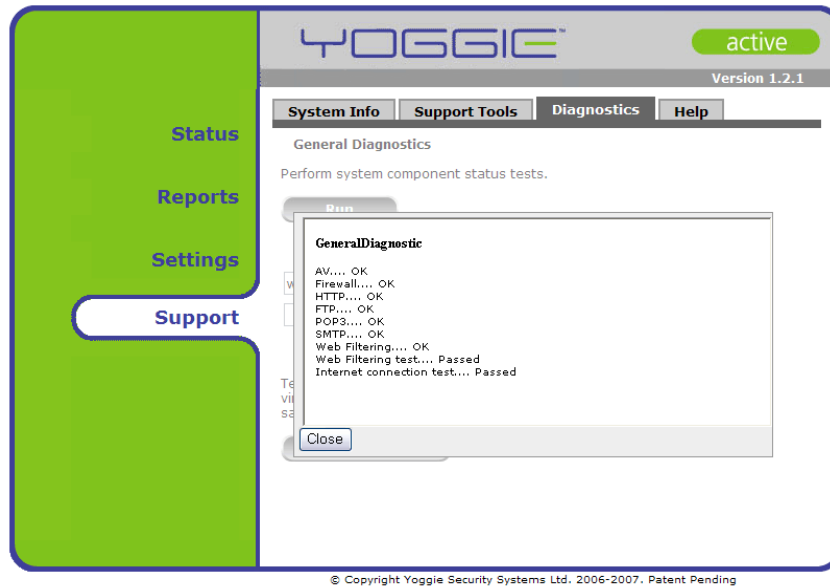 YOGGIE™
active
Version 1.2.1
System Info
Support Tools
Diagnostics
Help
Status
Reports
Settings
Support
General Diagnostics
Perform system component status tests.
Run
GeneralDiagnostic
AV.... OK
Firewall.... OK
HTTP.... OK
FTP.... OK
POP3.... OK
SMTP.... OK
Web Filtering.... OK
Web Filtering test.... Passed
Internet connection test.... Passed
Close
© Copyright Yoggie Security Systems Ltd. 2006-2007. Patent Pending